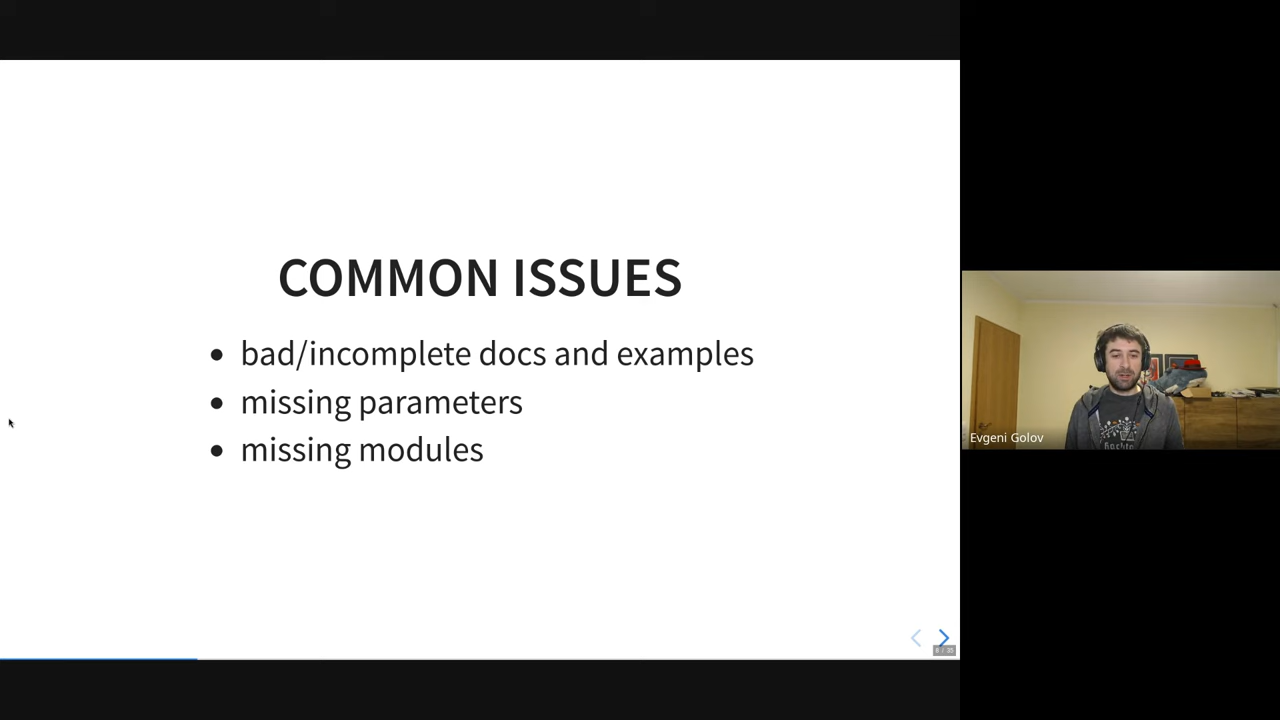 COMMON ISSUES
bad/incomplete docs and examples
missing parameters
missing modules
Evgeni Golov